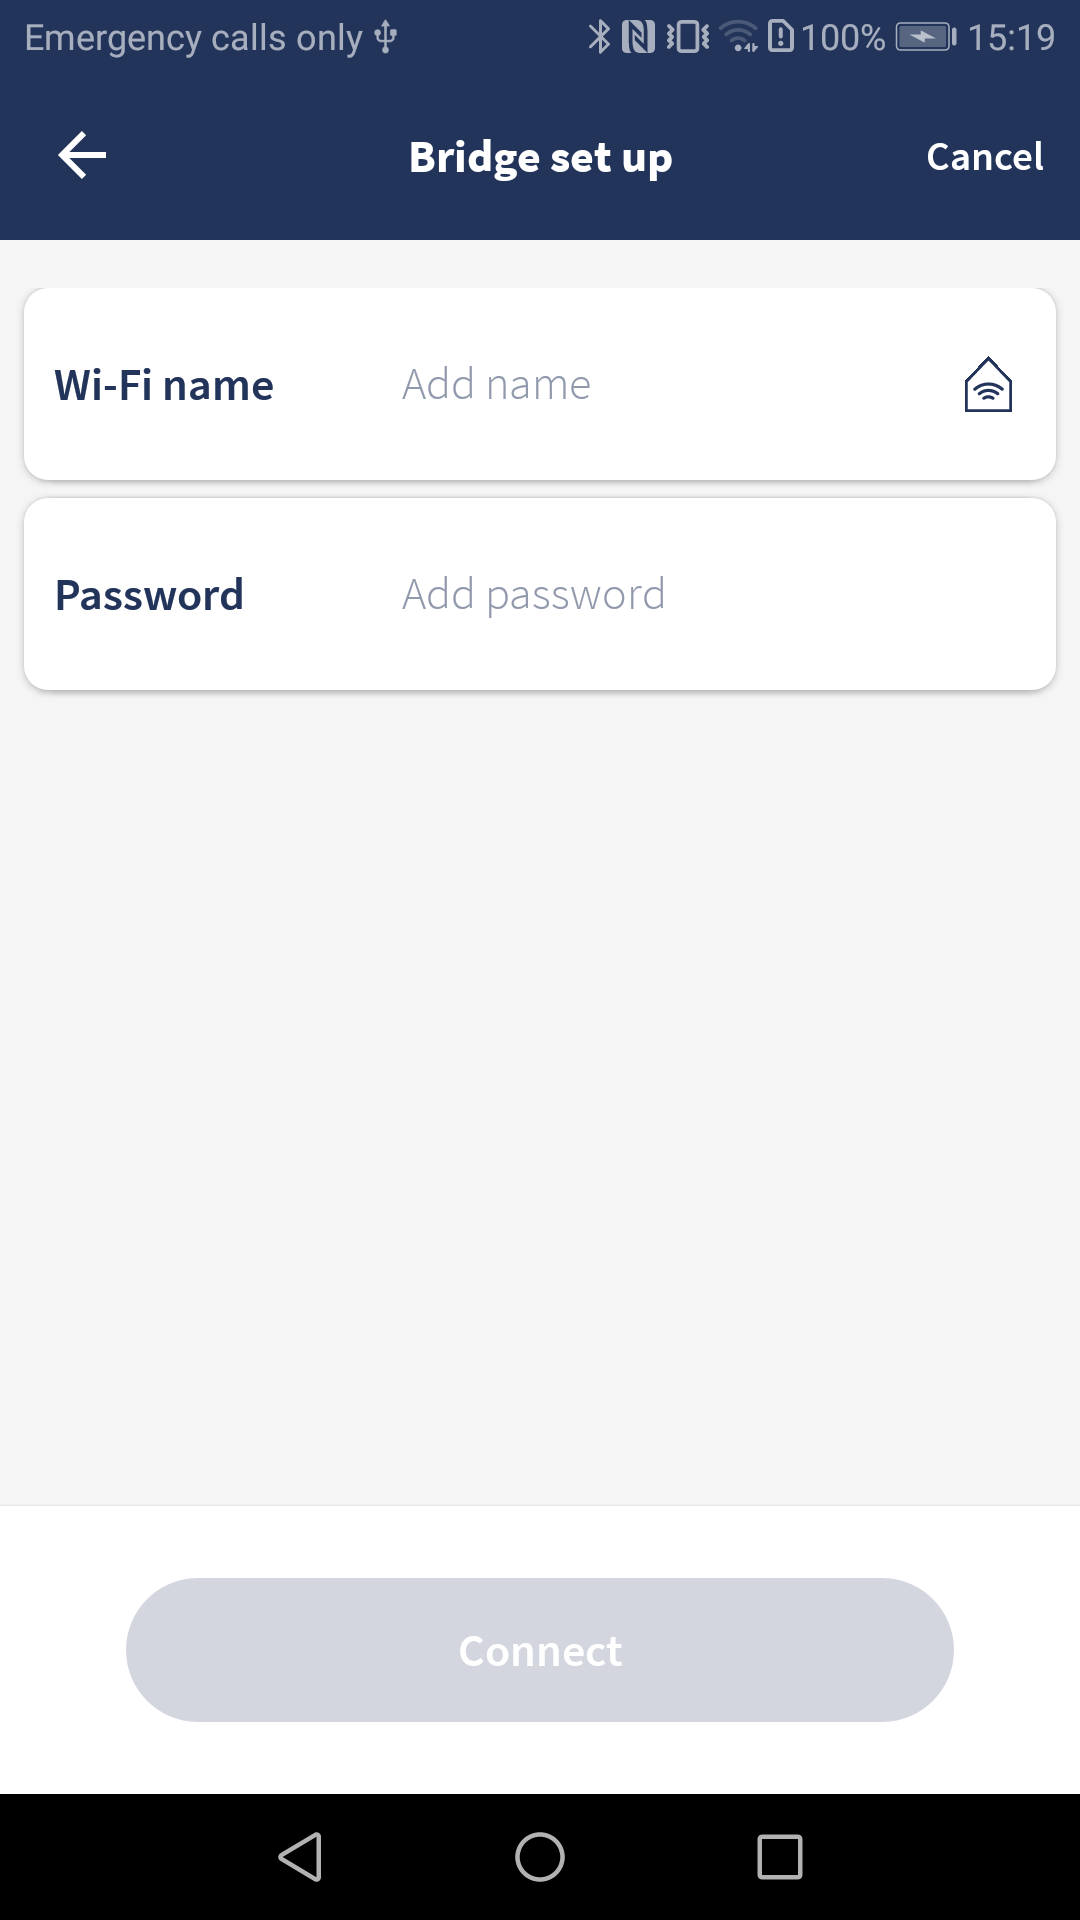 Emergency calls only 100% 15:19
Bridge set up Cancel
Wi-Fi name Add name
Password Add password
Connect